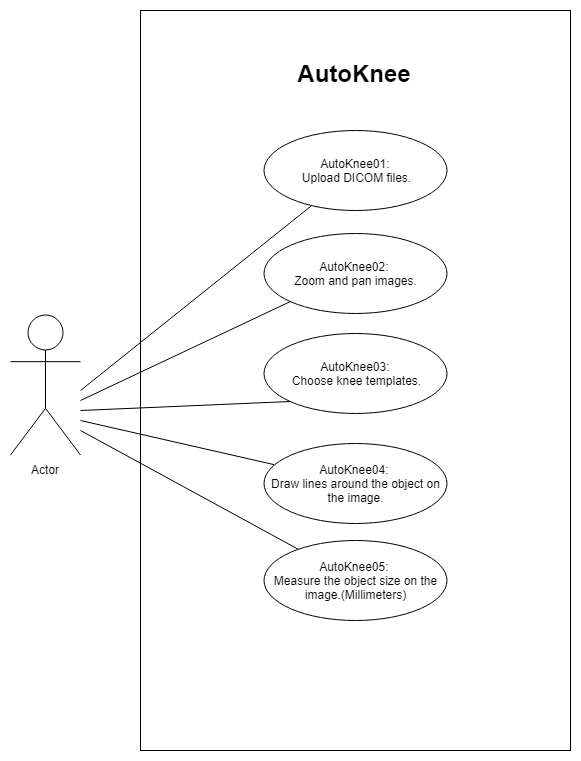 AutoKnee
AutoKnee01:
Upload DICOM files.
AutoKnee02:
Zoom and pan images.
AutoKnee03:
Choose knee templates.
Actor
AutoKnee04:
Draw lines around the object on
the image.
AutoKnee05:
Measure the object size on the
image.(Millimeters)